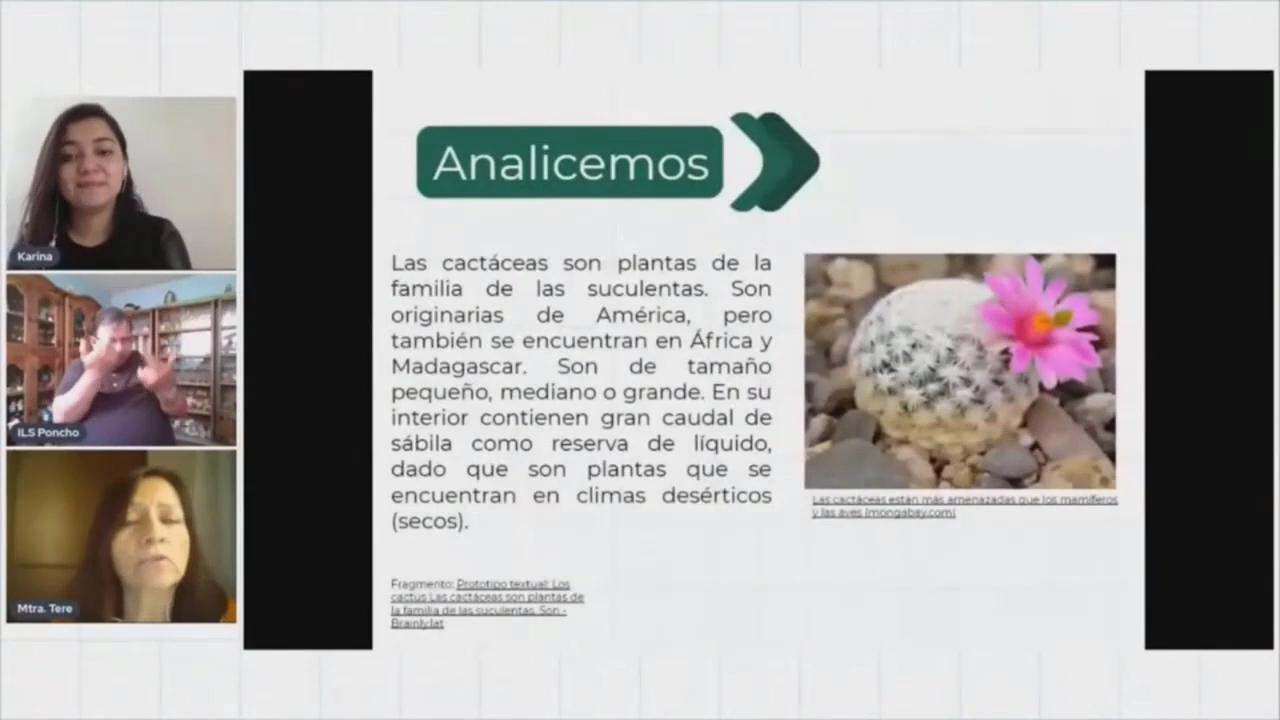 Analicemos
Karina
Las cactáceas son plantas de la
familia de las suculentas. Son
originarias de América, pero
también se encuentran en África y
Madagascar. Son de tamaño
pequeño, mediano o grande. En su
interior contienen gran caudal de
sábila como reserva de líquido,
dado que son plantas que se
encuentran en climas desérticos
(secos).
Las cactáceas están más amenazadas que los mamíferos
y las aves (mongabay.com)
ILS Poncho
Fragmento: Prototipo textual: Los
cactus Las cactáceas son plantas de
la familia de las suculentas. Son -
Brainly.lat
Mtra. Tere